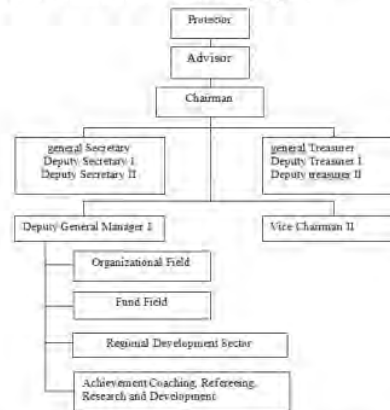 Protector
Advisor
Chairman
general Secretary
Deputy Secretary I
Deputy Secretary II
general Treasurer
Deputy Treasurer I
Deputy treasurer II
Deputy General Manager I
Vice Chairman II
Organizational Field
Fund Field
Regional Development Sector
Achievement Coaching, Refereeing,
Research and Development